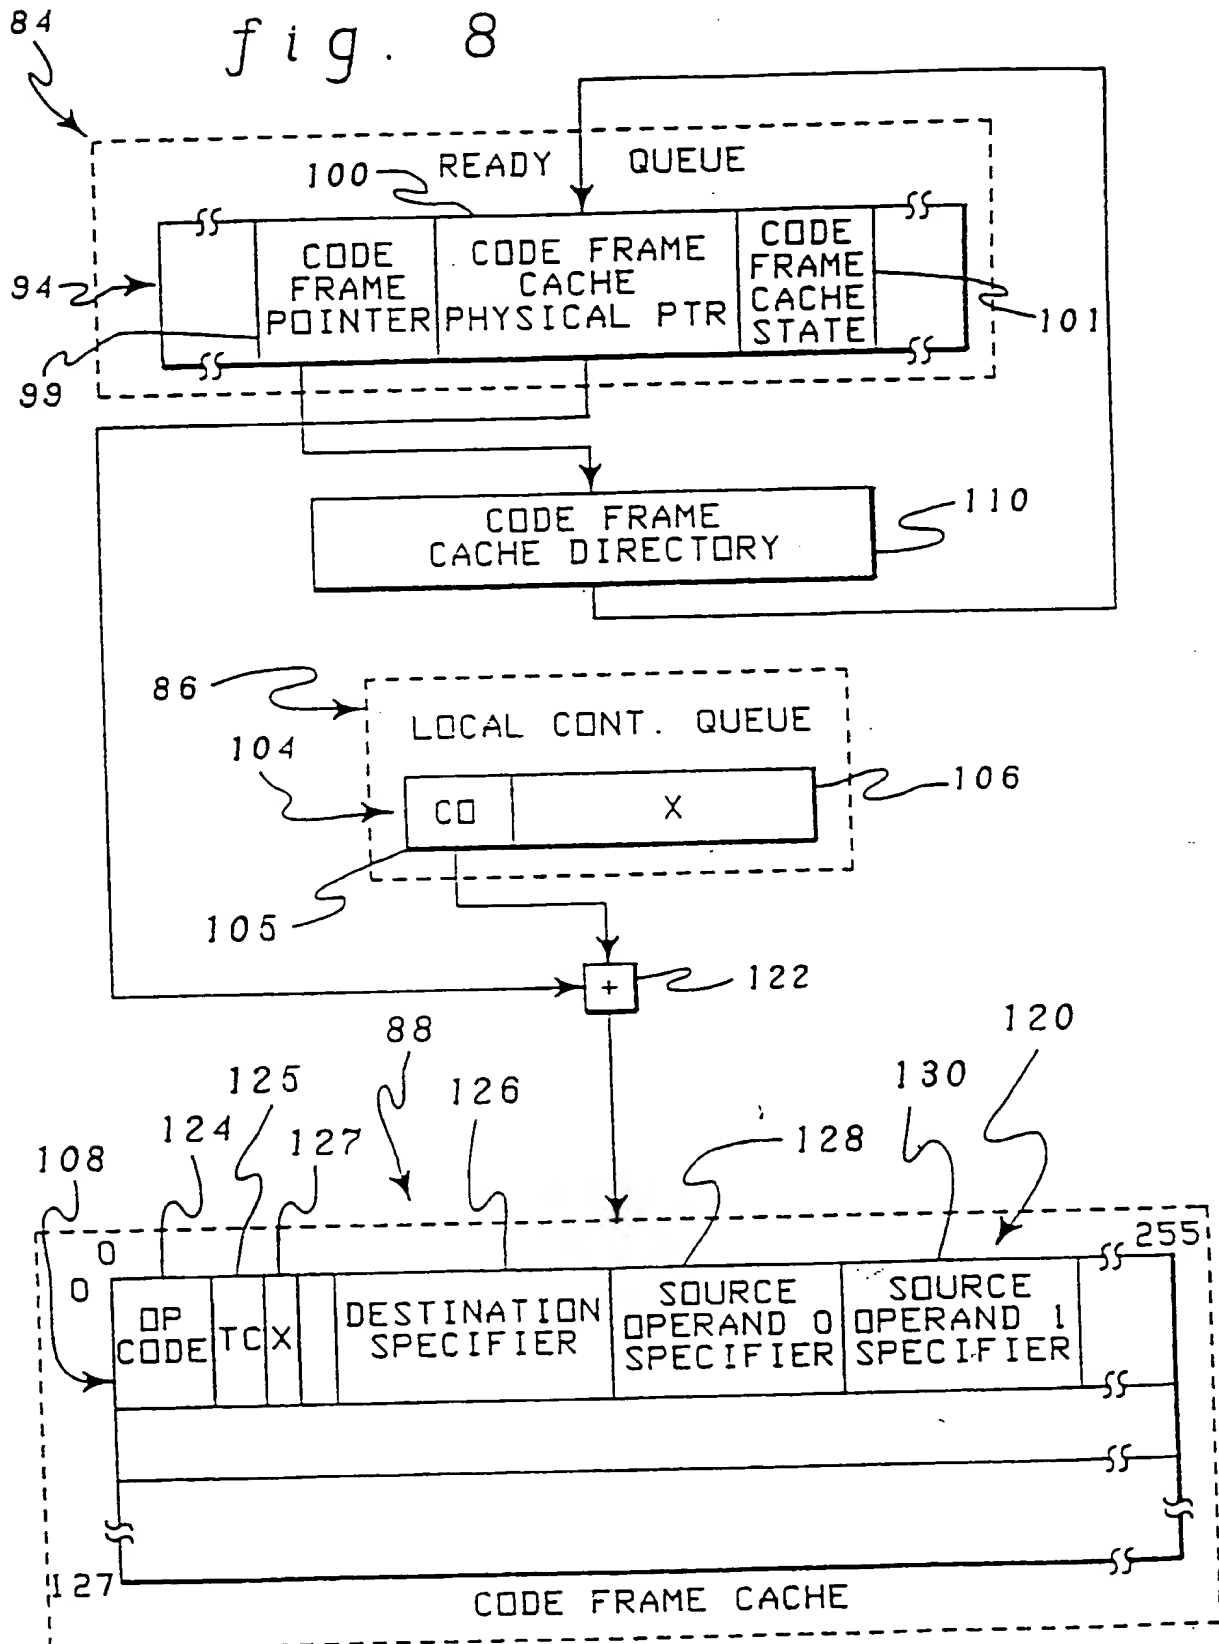 84
fig. 8
READY QUEUE
100
CODE FRAME POINTER
CODE FRAME CACHE PHYSICAL PTR
CODE FRAME CACHE STATE
94
101
99
110
CODE FRAME
CACHE DIRECTORY
86
LOCAL CONT. QUEUE
104
106
CO
X
105
+
122
88
120
125
126
130
124
127
128
108
0
255
0
OP CODE
TC
X
DESTINATION SPECIFIER
SOURCE OPERAND 0 SPECIFIER
SOURCE OPERAND 1 SPECIFIER
127
CODE FRAME CACHE